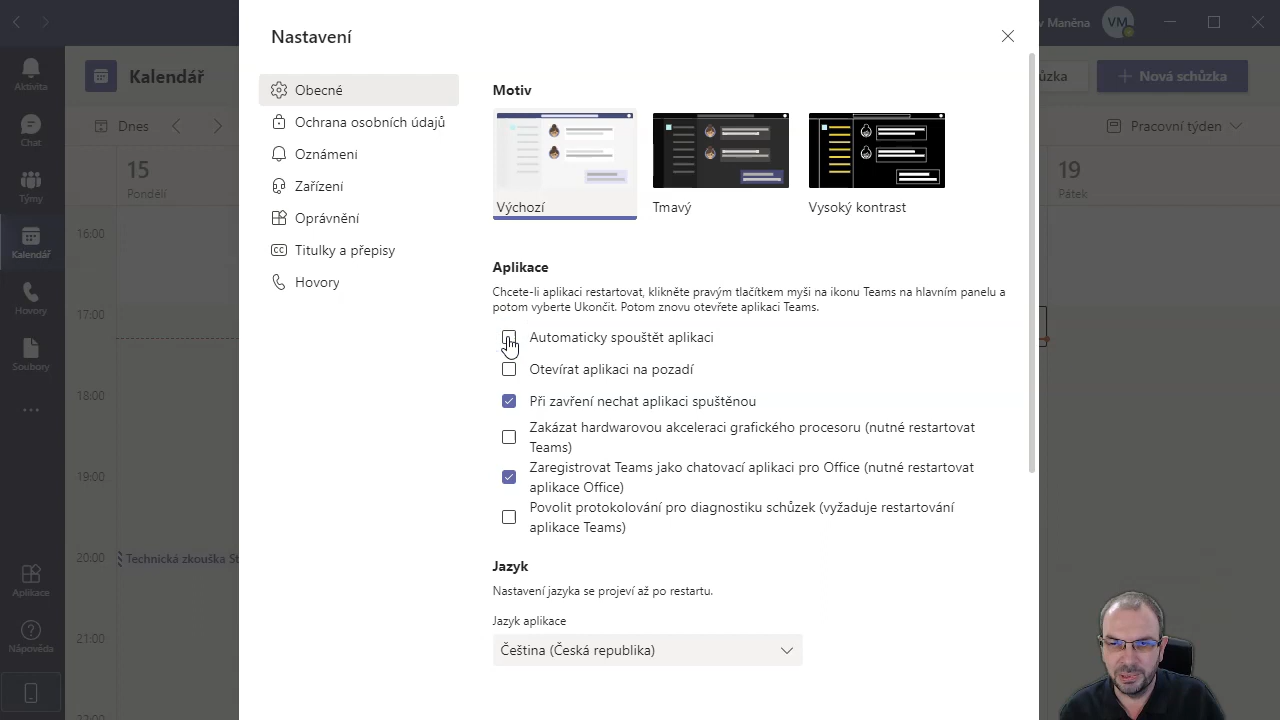 v Maněna
VM
Nastavení
Aktivita
Chat
Týmy
Kalendář
Hovory
Soubory
Aplikace
Nápověda
Kalendář
ůzka
Nová schůzka
Dnes
Pracovní týden
15
Pondělí
19
Pátek
16:00
17:00
18:00
19:00
20:00
21:00
Technická zkouška St
Obecné
Ochrana osobních údajů
Oznámení
Zařízení
Oprávnění
CC
Titulky a přepisy
Hovory
Motiv
Výchozí
Tmavý
Vysoký kontrast
Aplikace
Chcete-li aplikaci restartovat, klikněte pravým tlačítkem myši na ikonu Teams na hlavním panelu a
potom vyberte Ukončit. Potom znovu otevřete aplikaci Teams.
Automaticky spouštět aplikaci
Otevírat aplikaci na pozadí
Při zavření nechat aplikaci spuštěnou
Zakázat hardwarovou akceleraci grafického procesoru (nutné restartovat
Teams)
Zaregistrovat Teams jako chatovací aplikaci pro Office (nutné restartovat
aplikace Office)
Povolit protokolování pro diagnostiku schůzek (vyžaduje restartování
aplikace Teams)
Jazyk
Nastavení jazyka se projeví až po restartu.
Jazyk aplikace
Čeština (Česká republika)